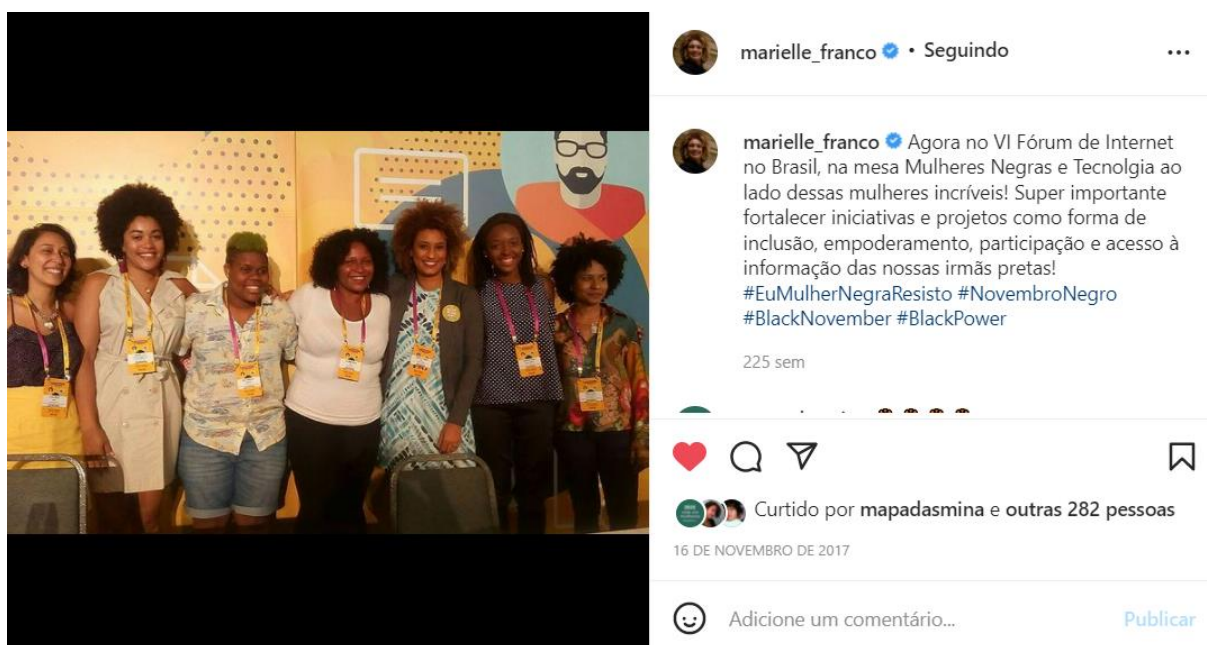 marielle_franco • Seguindo
marielle_franco Agora no VI Fórum de Internet
no Brasil, na mesa Mulheres Negras e Tecnolgia ao
lado dessas mulheres incríveis! Super importante
fortalecer iniciativas e projetos como forma de
inclusão, empoderamento, participação e acesso à
informação das nossas irmãs pretas!
#EuMulherNegraResisto #NovembroNegro
#BlackNovember #BlackPower
225 sem
Curtido por mapadasmina e outras 282 pessoas
16 DE NOVEMBRO DE 2017
Adicione um comentário... Publicar